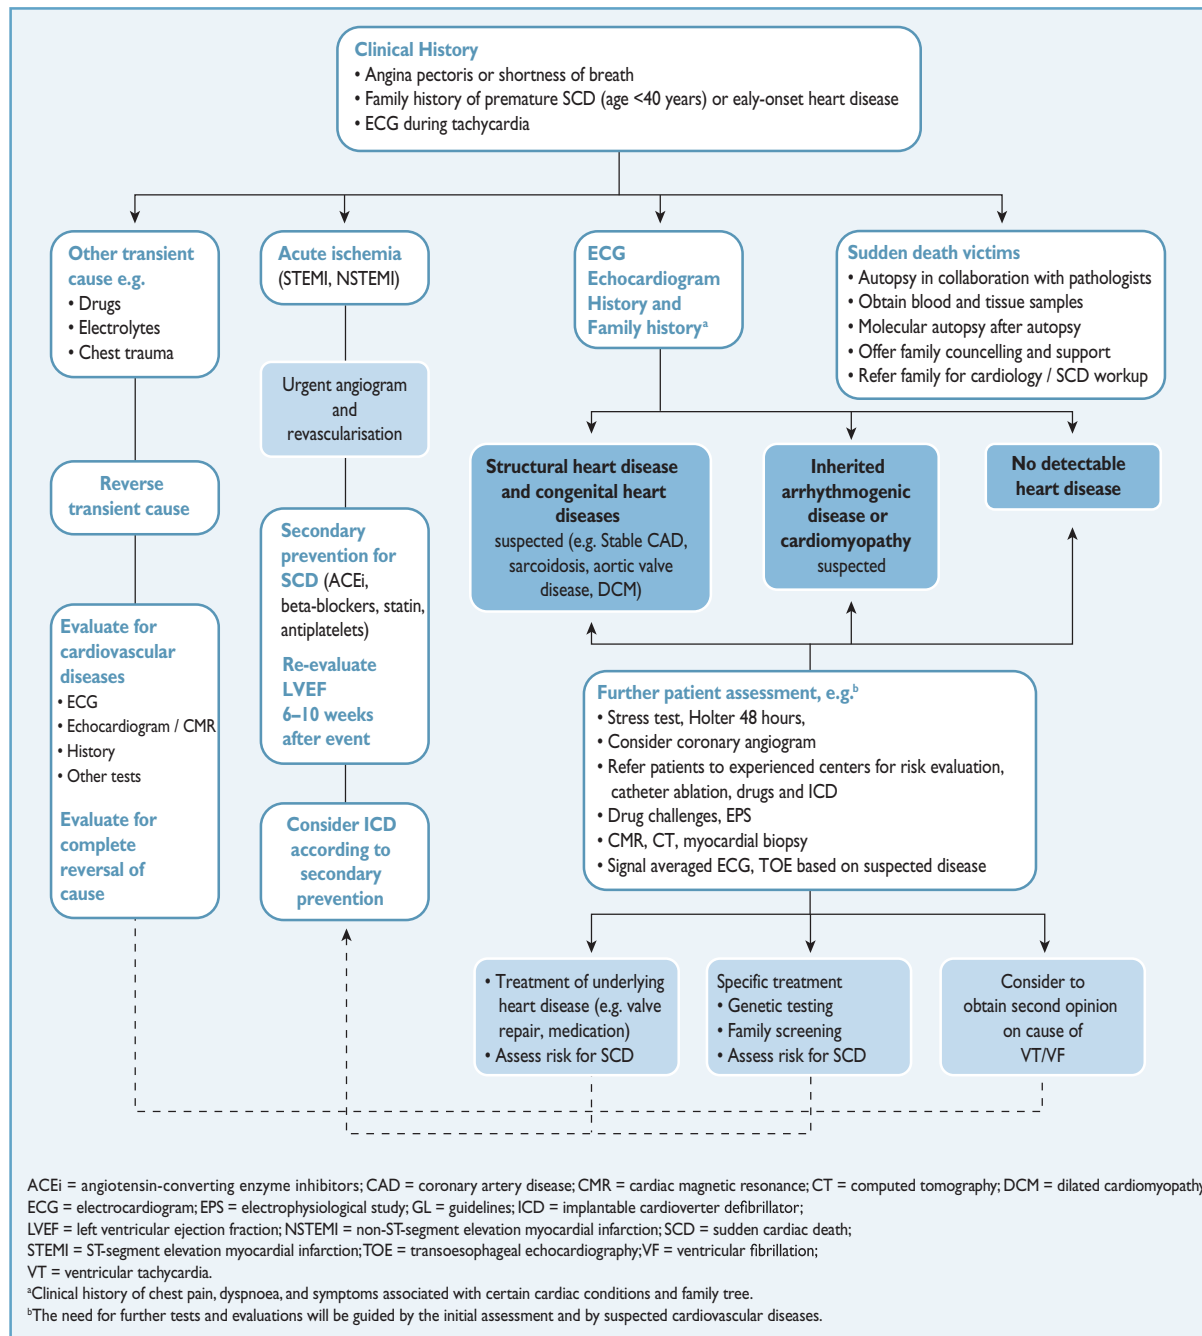 Clinical History
• Angina pectoris or shortness of breath
• Family history of premature SCD (age <40 years) or ealy-onset heart disease
• ECG during tachycardia
Other transient
cause e.g.
• Drugs
• Electrolytes
• Chest trauma
Reverse
transient cause
Evaluate for
cardiovascular
diseases
• ECG
• Echocardiogram / CMR
• History
• Other tests
Evaluate for
complete
reversal of
cause
Acute ischemia
(STEMI, NSTEMI)
Urgent angiogram
and
revascularisation
Secondary
prevention for
SCD (ACEi,
beta-blockers, statin,
antiplatelets)
Re-evaluate
LVEF
6–10 weeks
after event
Consider ICD
according to
secondary
prevention
ECG
Echocardiogram
History and
Family historyᵃ
Sudden death victims
• Autopsy in collaboration with pathologists
• Obtain blood and tissue samples
• Molecular autopsy after autopsy
• Offer family councelling and support
• Refer family for cardiology / SCD workup
Structural heart disease
and congenital heart
diseases
suspected (e.g. Stable CAD,
sarcoidosis, aortic valve
disease, DCM)
Inherited
arrhythmogenic
disease or
cardiomyopathy
suspected
No detectable
heart disease
Further patient assessment, e.g.ᵇ
• Stress test, Holter 48 hours,
• Consider coronary angiogram
• Refer patients to experienced centers for risk evaluation,
catheter ablation, drugs and ICD
• Drug challenges, EPS
• CMR, CT, myocardial biopsy
• Signal averaged ECG, TOE based on suspected disease
• Treatment of underlying
heart disease (e.g. valve
repair, medication)
• Assess risk for SCD
Specific treatment
• Genetic testing
• Family screening
• Assess risk for SCD
Consider to
obtain second opinion
on cause of
VT/VF
ACEi = angiotensin-converting enzyme inhibitors; CAD = coronary artery disease; CMR = cardiac magnetic resonance; CT = computed tomography; DCM = dilated cardiomyopathy
ECG = electrocardiogram; EPS = electrophysiological study; GL = guidelines; ICD = implantable cardioverter defibrillator;
LVEF = left ventricular ejection fraction; NSTEMI = non-ST-segment elevation myocardial infarction; SCD = sudden cardiac death;
STEMI = ST-segment elevation myocardial infarction; TOE = transoesophageal echocardiography; VF = ventricular fibrillation;
VT = ventricular tachycardia.
ᵃClinical history of chest pain, dyspnoea, and symptoms associated with certain cardiac conditions and family tree.
ᵇThe need for further tests and evaluations will be guided by the initial assessment and by suspected cardiovascular diseases.